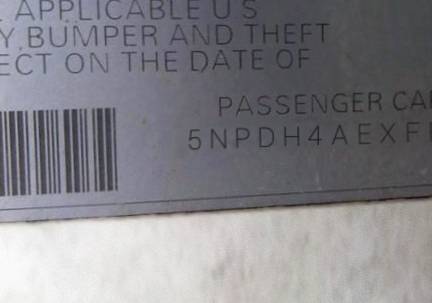 APPLICABLE U S
Y, BUMPER AND THEFT
ECT ON THE DATE OF
PASSENGER CA
5NPDH4AEXF